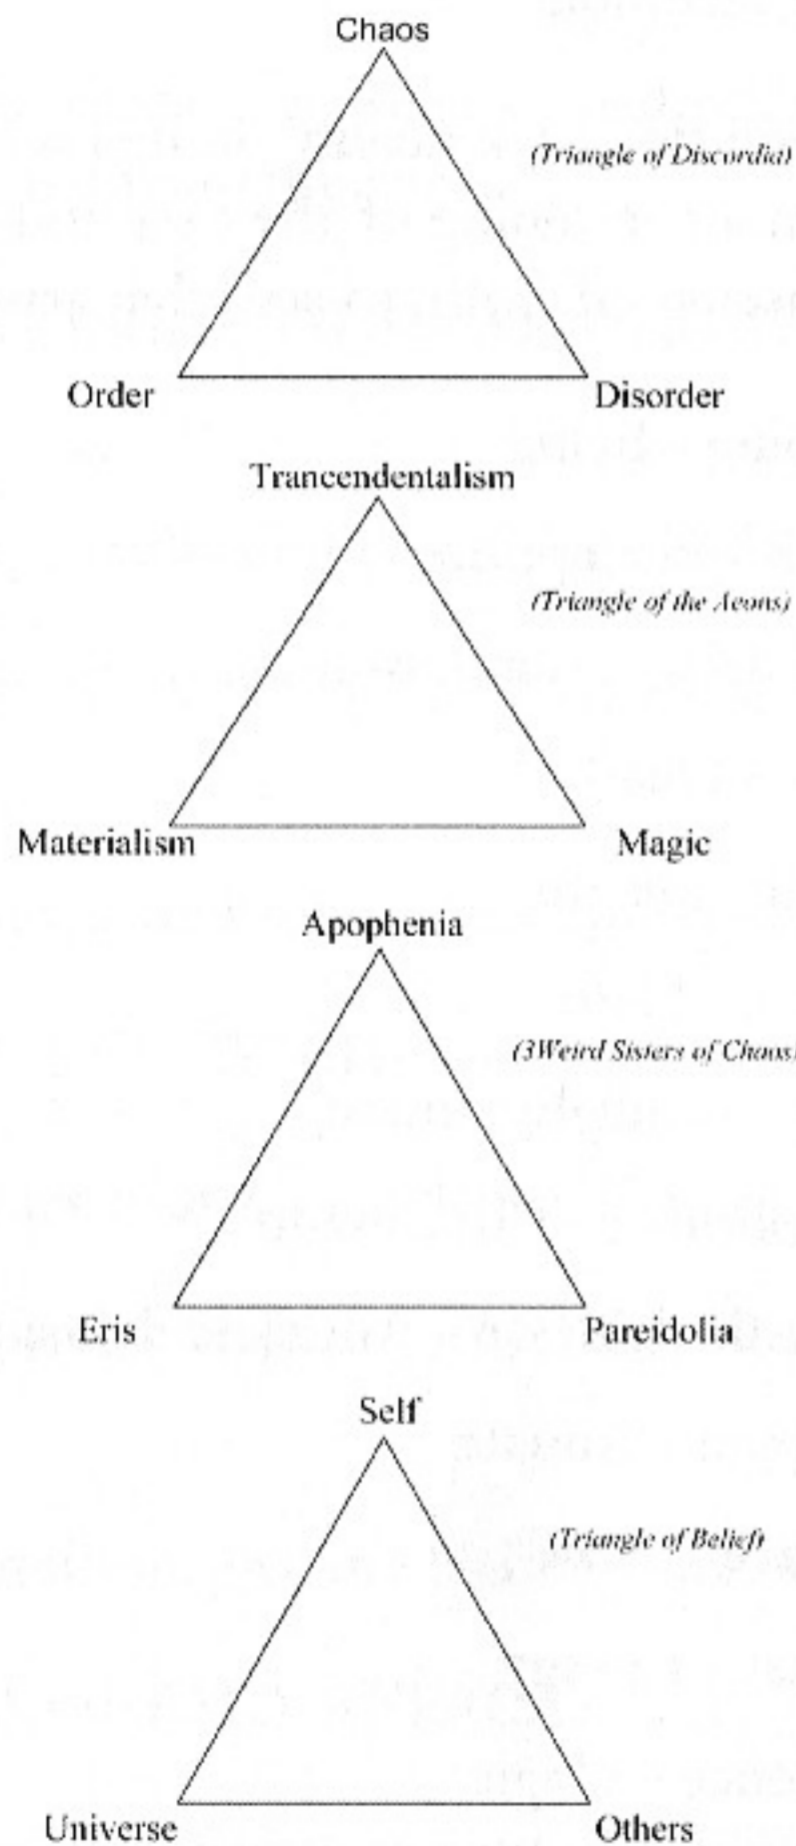 Chaos
(Triangle of Discordia)
Order Disorder
Trancendentalism
(Triangle of the Aeons)
Materialism Magic
Apophenia
(3Weird Sisters of Chaos)
Eris Pareidolia
Self
(Triangle of Belief)
Universe Others